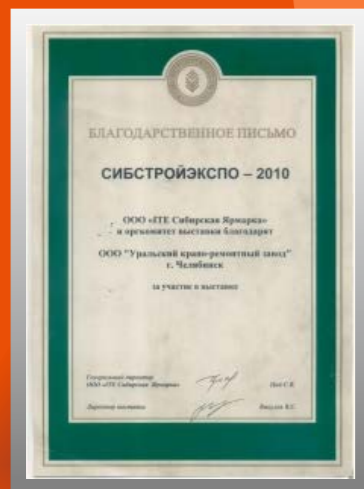 БЛАГОДАРСТВЕННОЕ ПИСЬМО
СИБСТРОЙЭКСПО – 2010
ООО «ITE Сибирская Ярмарка»
и оргкомитет выставки благодарят
ООО "Уральский крано-ремонтный завод"
г. Челябинск
за участие в выставке
Генеральный директор
ООО «ITE Сибирская Ярмарка»
Директор выставки